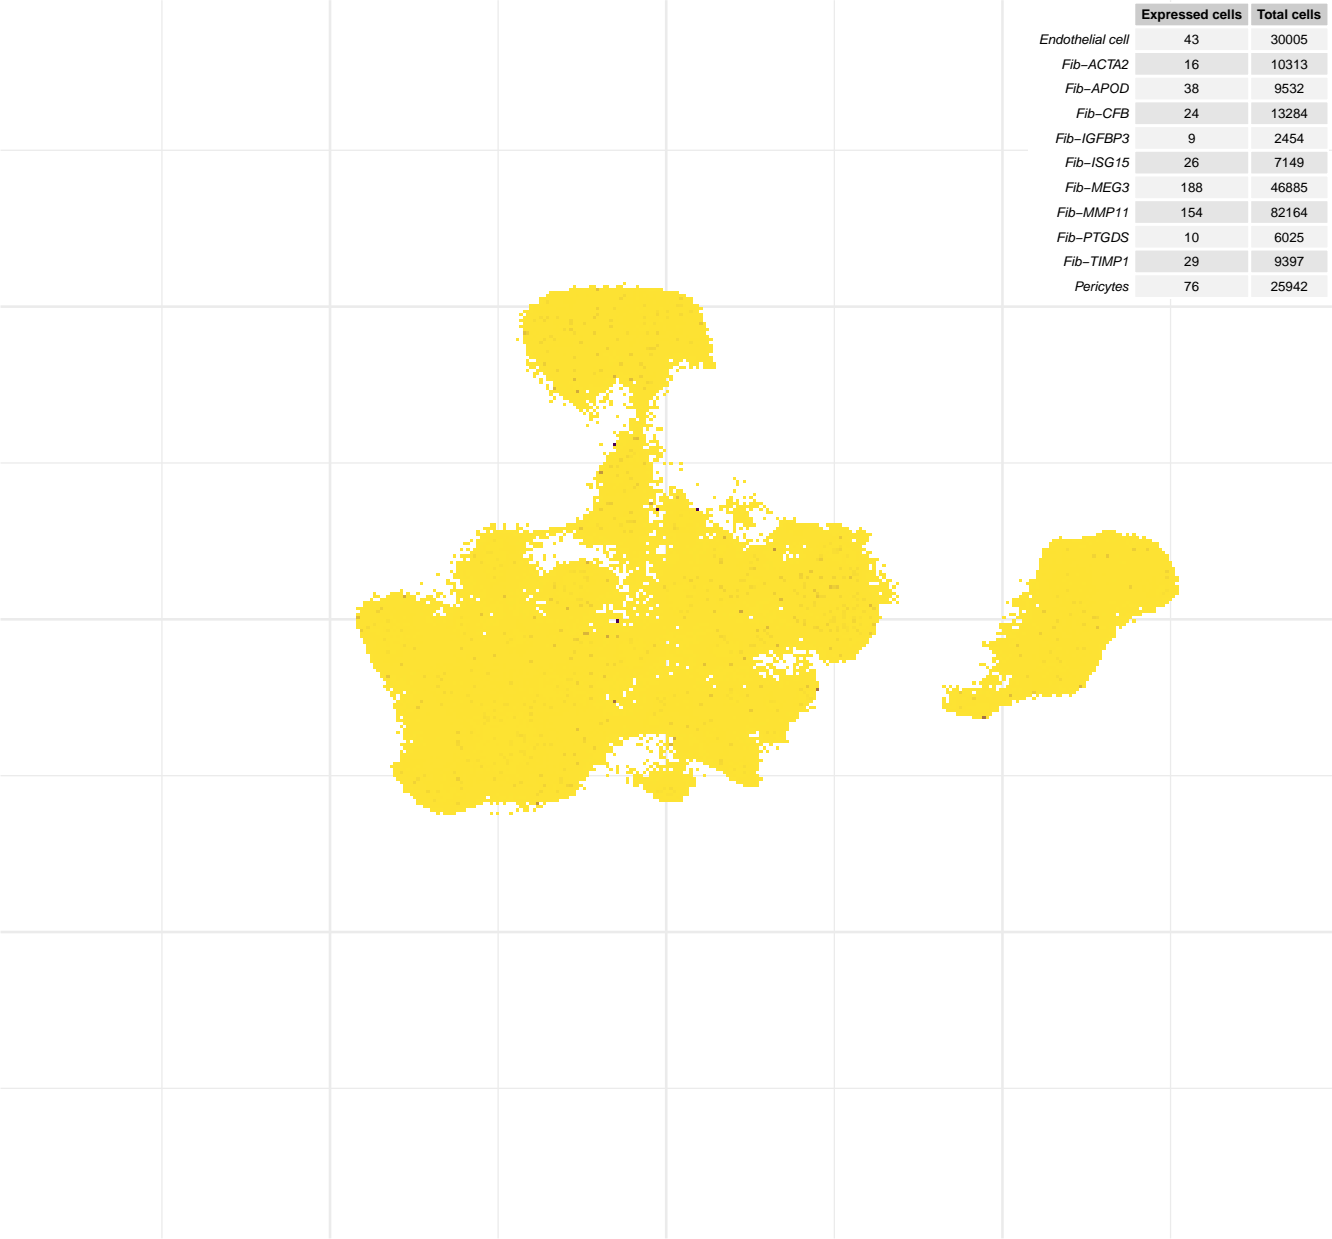 Expressed cells Total cells
Endothelial cell 43 30005
Fib−ACTA2 16 10313
Fib−APOD 38 9532
Fib−CFB 24 13284
Fib−IGFBP3 9 2454
Fib−ISG15 26 7149
Fib−MEG3 188 46885
Fib−MMP11 154 82164
Fib−PTGDS 10 6025
Fib−TIMP1 29 9397
Pericytes 76 25942